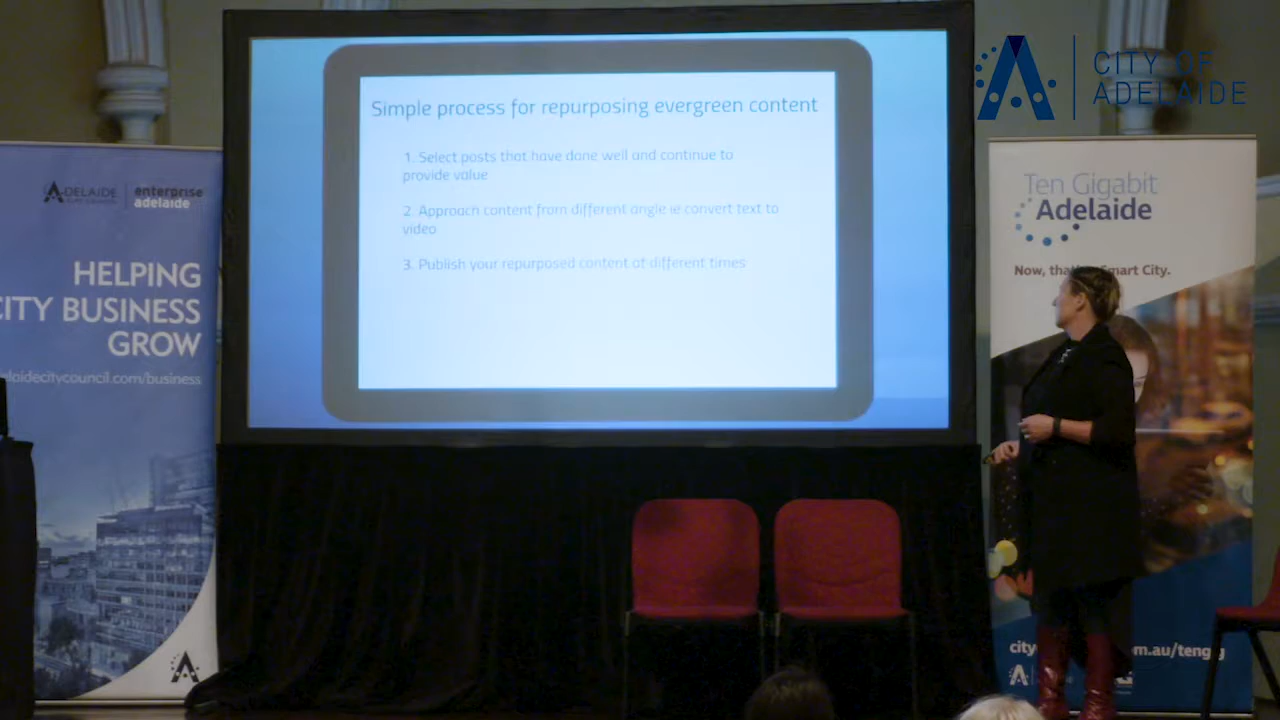 Simple process for repurposing evergreen content
1. Select posts that have done well and continue to
provide value
2. Approach content from different angle ie convert text to
video
3. Publish your repurposed content at different times
CITY OF
ADELAIDE
ADELAIDE
enterprise
adelaide
HELPING
CITY BUSINESS
GROW
elaidecitycouncil.com/business
Ten Gigabit
Adelaide
Now, Smart City.